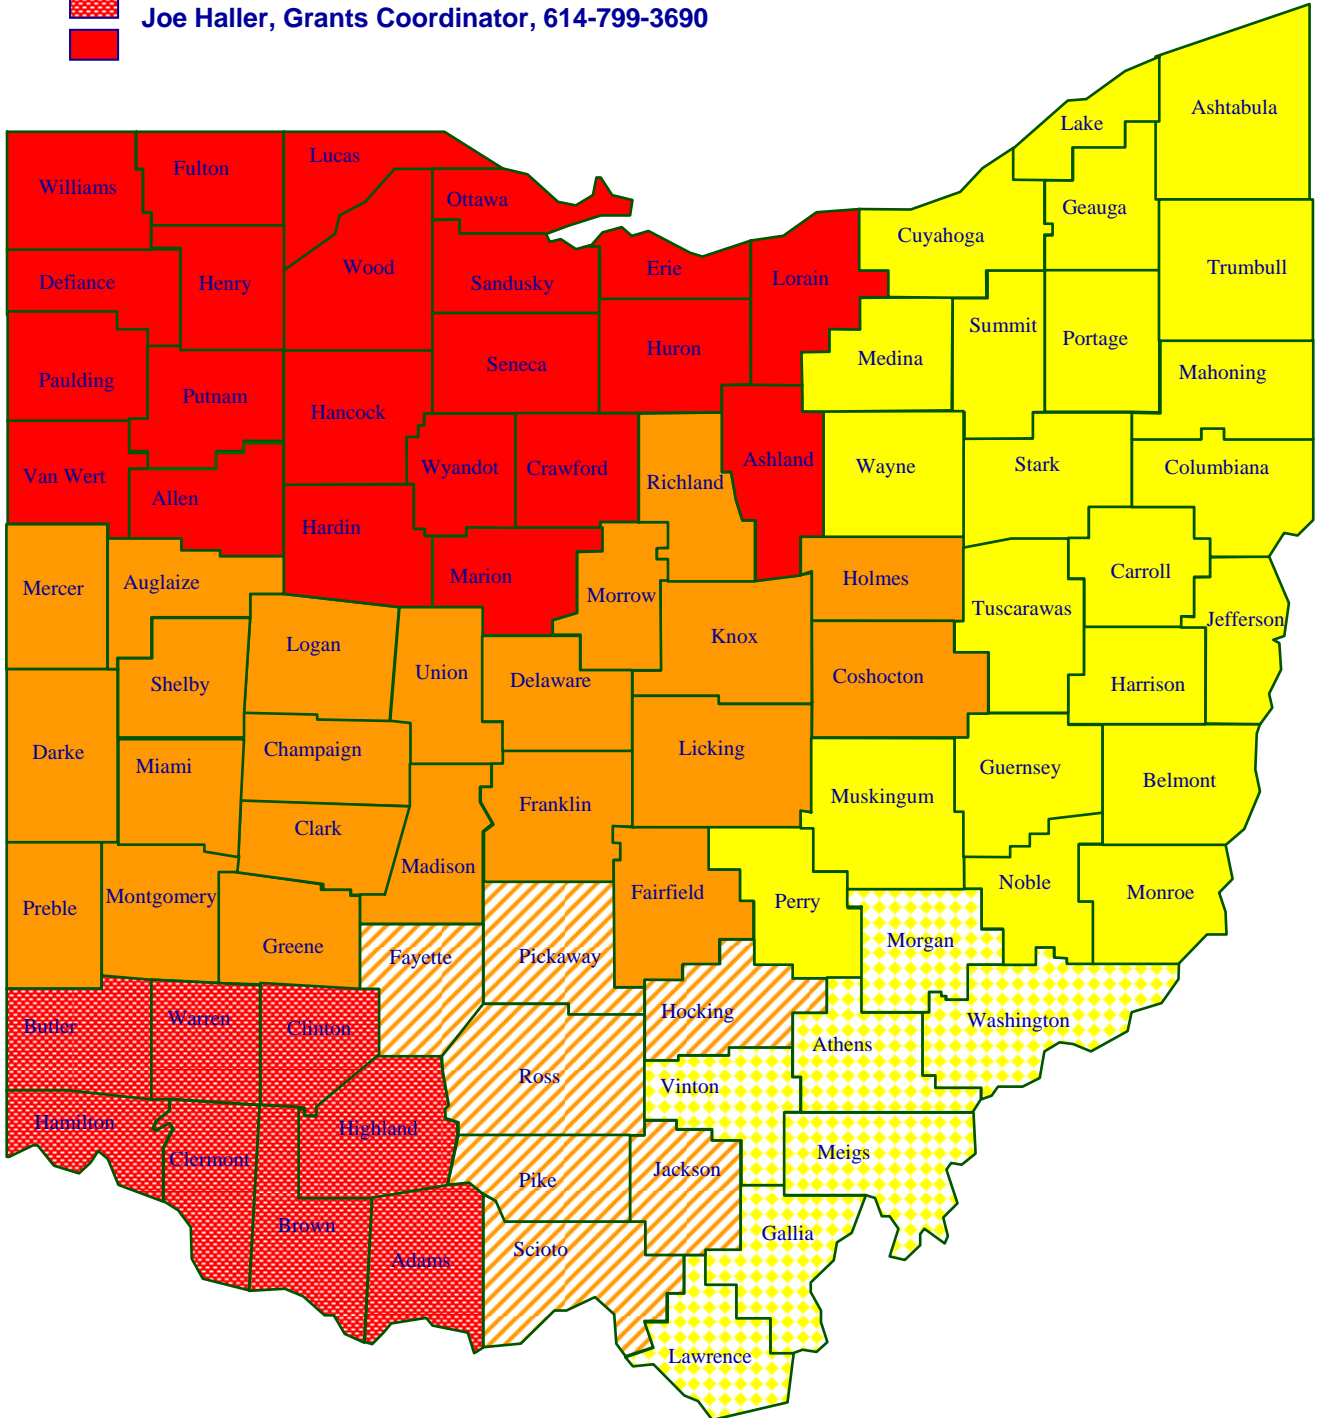 Joe Haller, Grants Coordinator, 614-799-3690
Ashtabula
Lake
Lucas
Fulton
Williams
Ottawa
Geauga
Cuyahoga
Wood
Erie
Trumbull
Defiance
Henry
Sandusky
Lorain
Summit
Portage
Huron
Medina
Seneca
Mahoning
Paulding
Putnam
Hancock
Ashland
Wayne
Stark
Columbiana
Wyandot
Crawford
Van Wert
Richland
Allen
Hardin
Carroll
Marion
Holmes
Auglaize
Mercer
Morrow
Tuscarawas
Jefferson
Knox
Logan
Union
Delaware
Coshocton
Harrison
Shelby
Champaign
Licking
Darke
Miami
Guernsey
Belmont
Muskingum
Franklin
Clark
Madison
Noble
Monroe
Fairfield
Montgomery
Perry
Preble
Morgan
Greene
Fayette
Pickaway
Hocking
Warren
Washington
Butler
Clinton
Athens
Ross
Vinton
Hamilton
Highland
Meigs
Clermont
Jackson
Pike
Brown
Gallia
Scioto
Adams
Lawrence